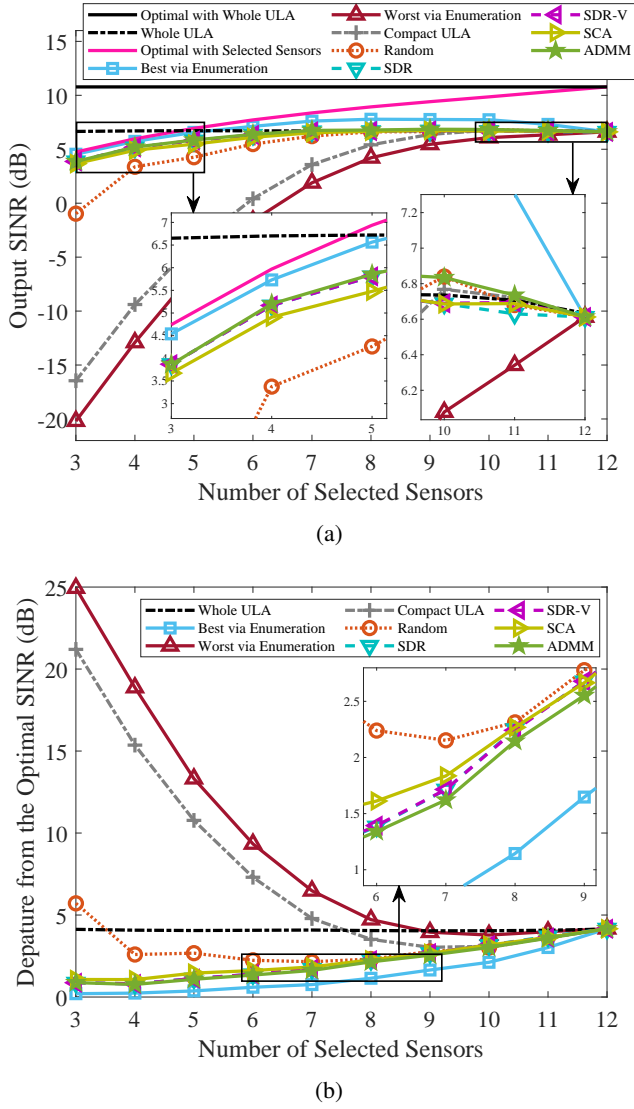 Optimal with Whole ULA
Whole ULA
Optimal with Selected Sensors
Best via Enumeration
Worst via Enumeration
Compact ULA
Random
SDR
SDR-V
SCA
ADMM
15
10
5
0
-5
-10
-15
-20
Output SINR (dB)
7
6.5
6
5.5
5
4.5
4
3.5
3
3
4
5
7.2
7
6.8
6.6
6.4
6.2
10
11
12
3 4 5 6 7 8 9 10 11 12
Number of Selected Sensors
(a)
25
20
15
10
5
0
Depature from the Optimal SINR (dB)
Whole ULA
Best via Enumeration
Worst via Enumeration
Compact ULA
Random
SDR
SDR-V
SCA
ADMM
2.5
2
1.5
1
6 7 8 9
3 4 5 6 7 8 9 10 11 12
Number of Selected Sensors
(b)